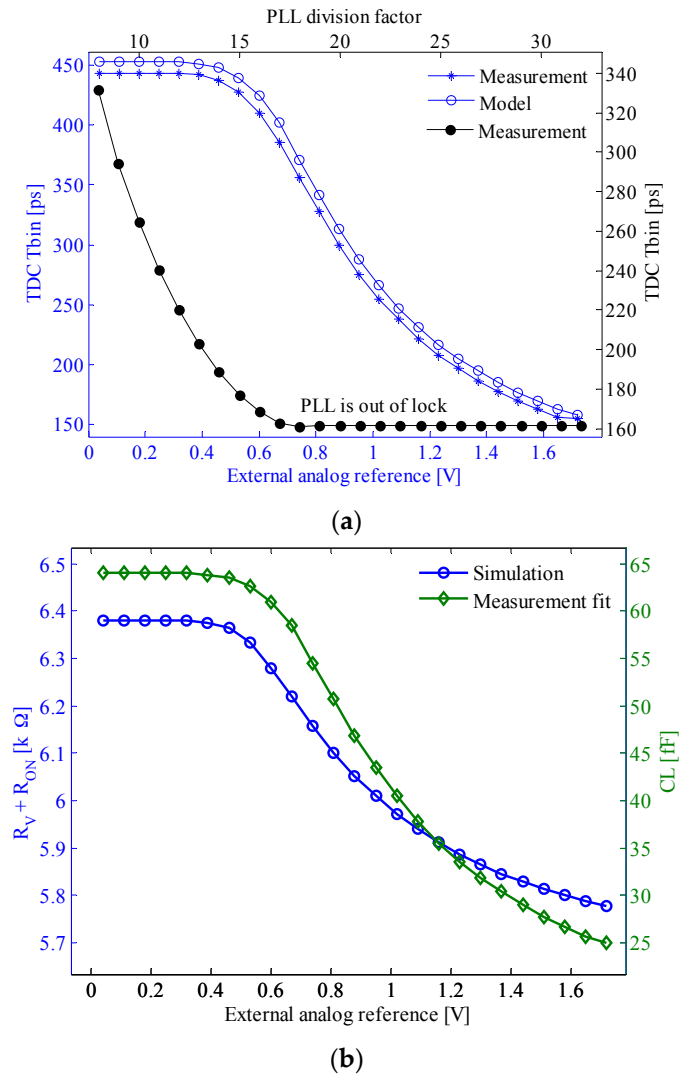 PLL division factor
10 15 20 25 30
450 400 350 300 250 200 150
TDC Tbin [ps]
Measurement
Model
Measurement
340 320 300 280 260 240 220 200 180 160
TDC Tbin [ps]
PLL is out of lock
0 0.2 0.4 0.6 0.8 1 1.2 1.4 1.6
External analog reference [V]
(a)
6.5 6.4 6.3 6.2 6.1 6 5.9 5.8 5.7
R_V + R_ON [k Ω]
Simulation
Measurement fit
65 60 55 50 45 40 35 30 25
CL [fF]
0 0.2 0.4 0.6 0.8 1 1.2 1.4 1.6
External analog reference [V]
(b)